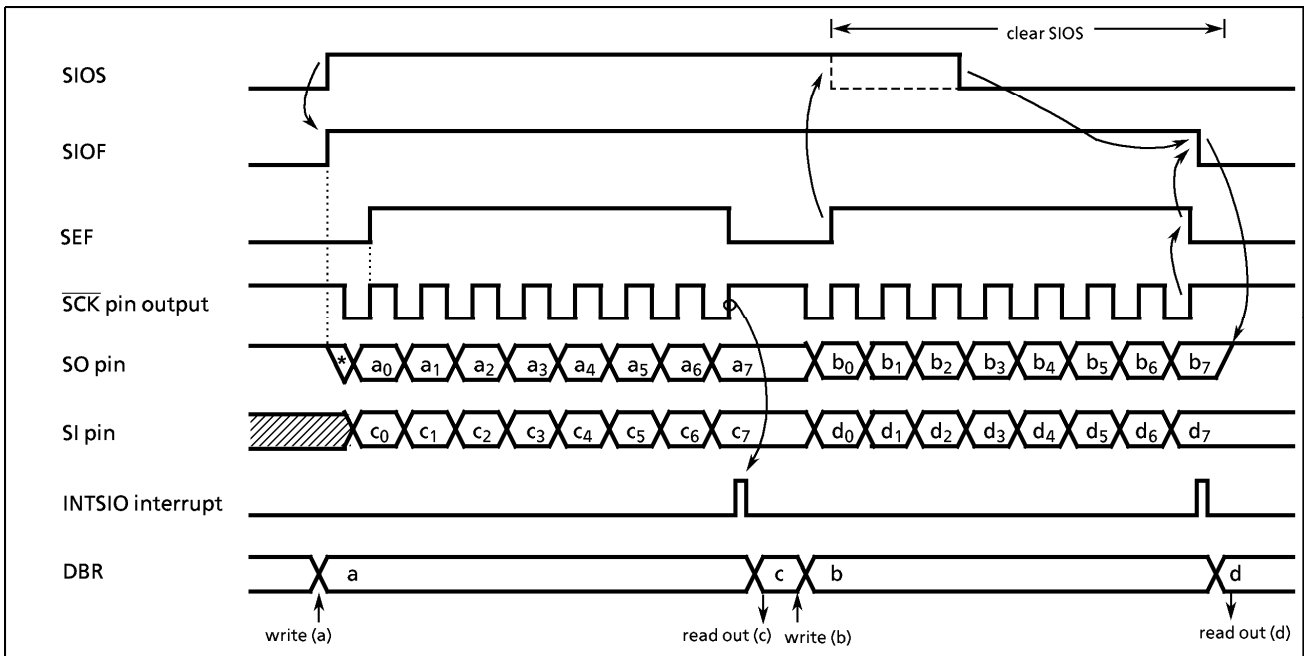 clear SIOS
SIOS
SIOF
SEF
SCK pin output
SO pin * a0 a1 a2 a3 a4 a5 a6 a7 b0 b1 b2 b3 b4 b5 b6 b7
SI pin c0 c1 c2 c3 c4 c5 c6 c7 d0 d1 d2 d3 d4 d5 d6 d7
INTSIO interrupt
DBR a c b d
write (a) read out (c) write (b) read out (d)